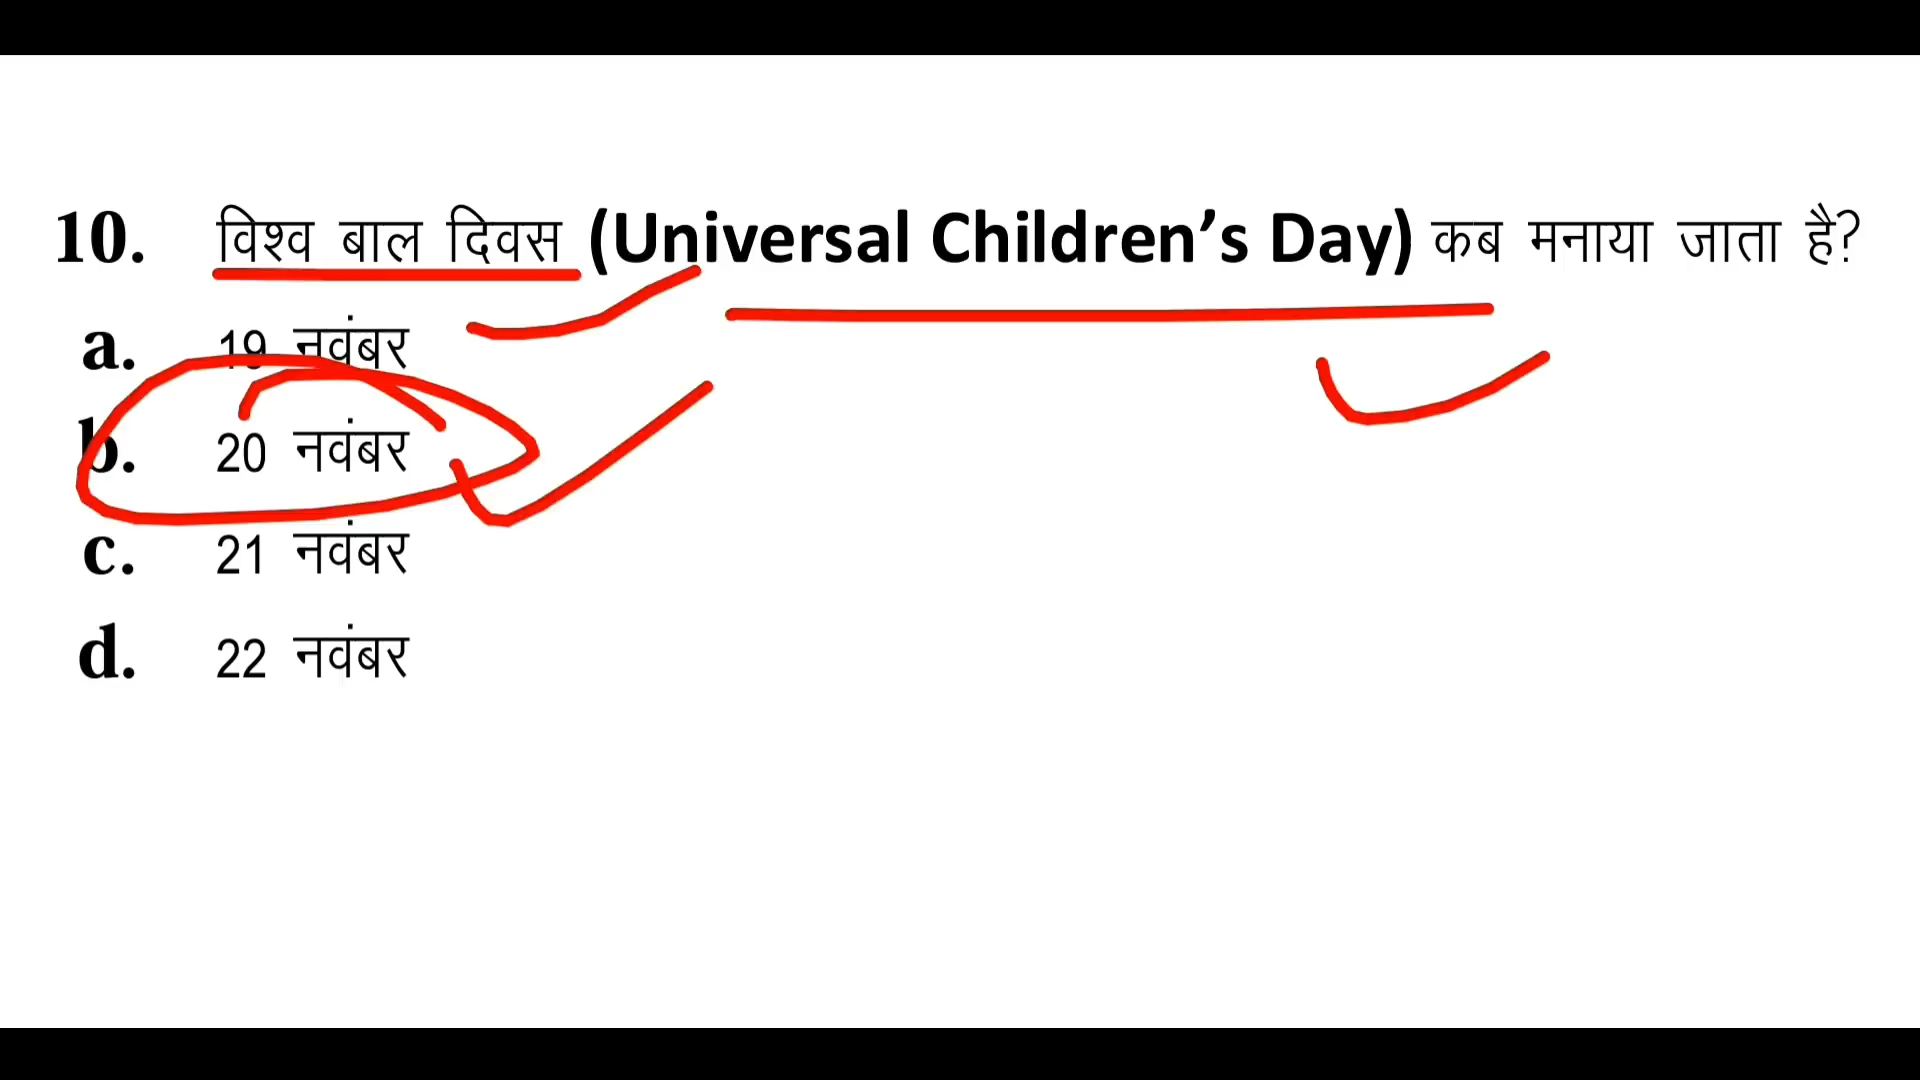 10. विश्व बाल दिवस (Universal Children’s Day) कब मनाया जाता है?
a. 19 नवंबर
b. 20 नवंबर
c. 21 नवंबर
d. 22 नवंबर